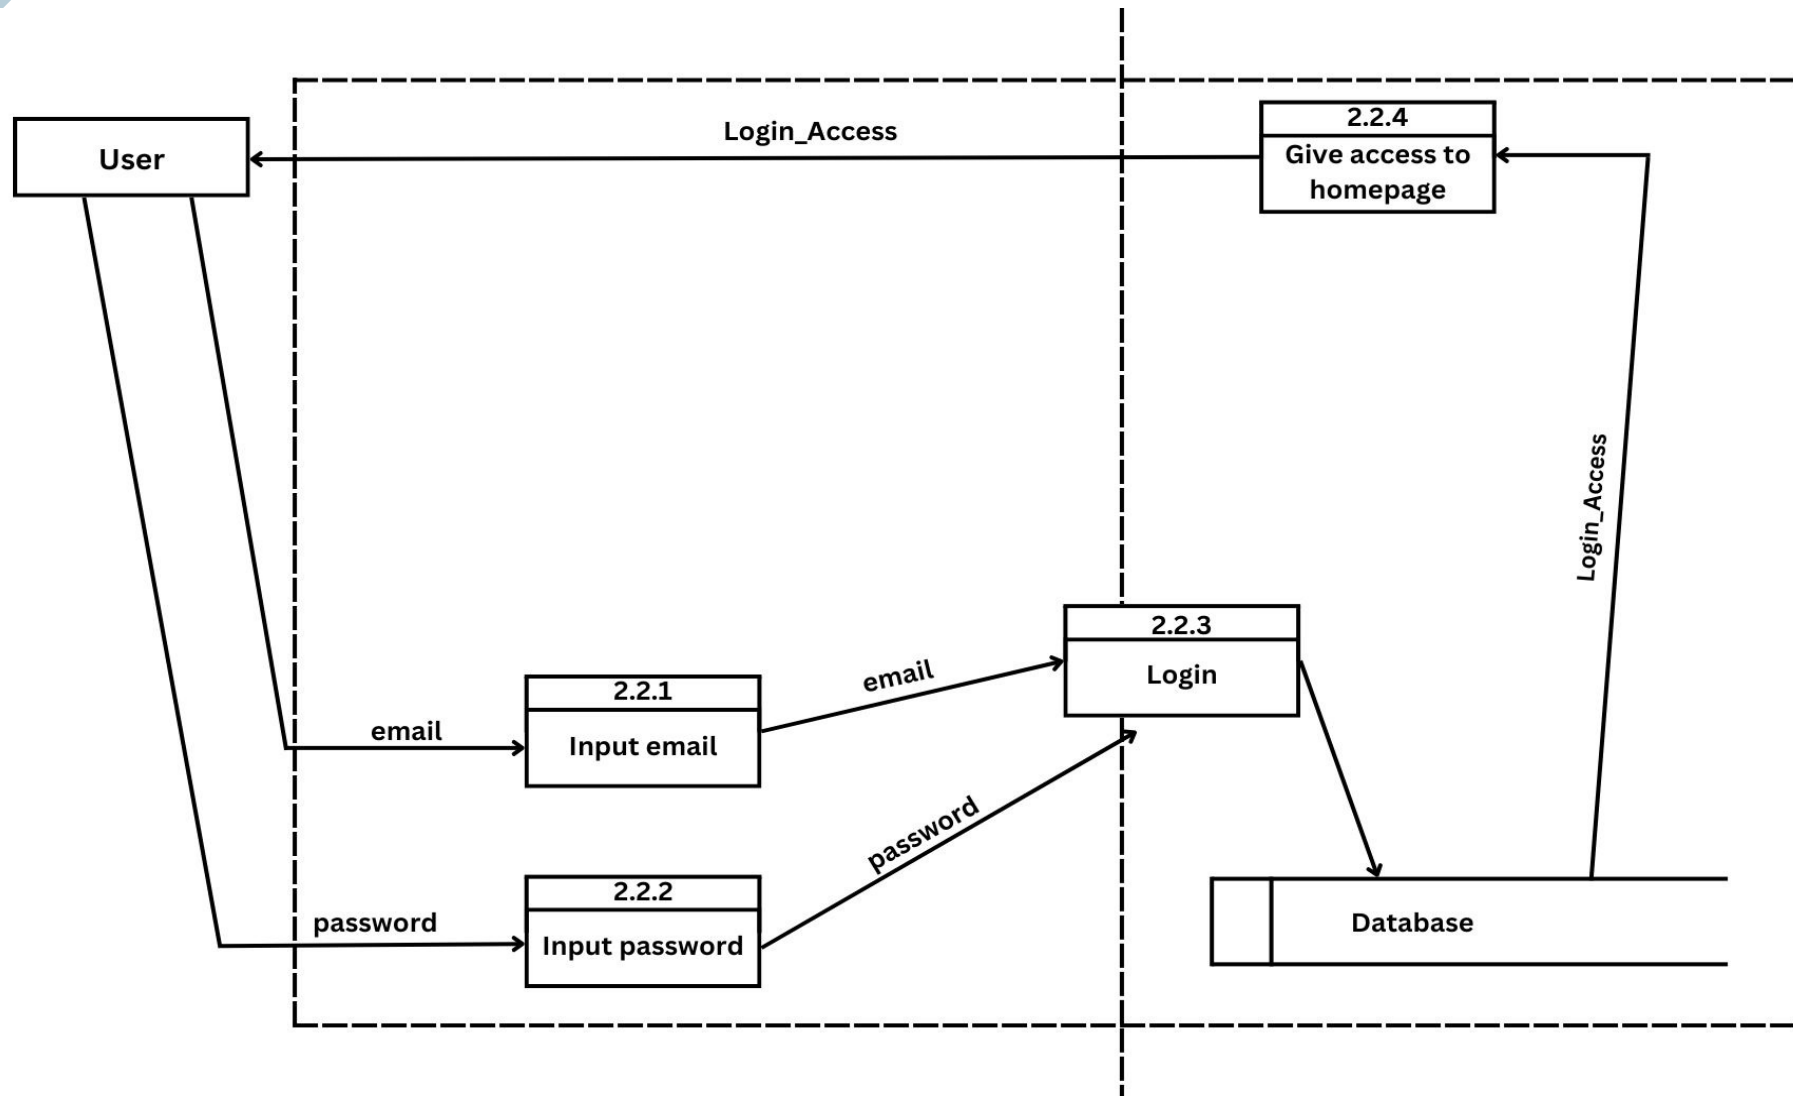 2.2.4
Login_Access
User
Give access to
homepage
Login_Access
2.2.3
email
Login
2.2.1
email
Input email
password
2.2.2
password
Input password
Database